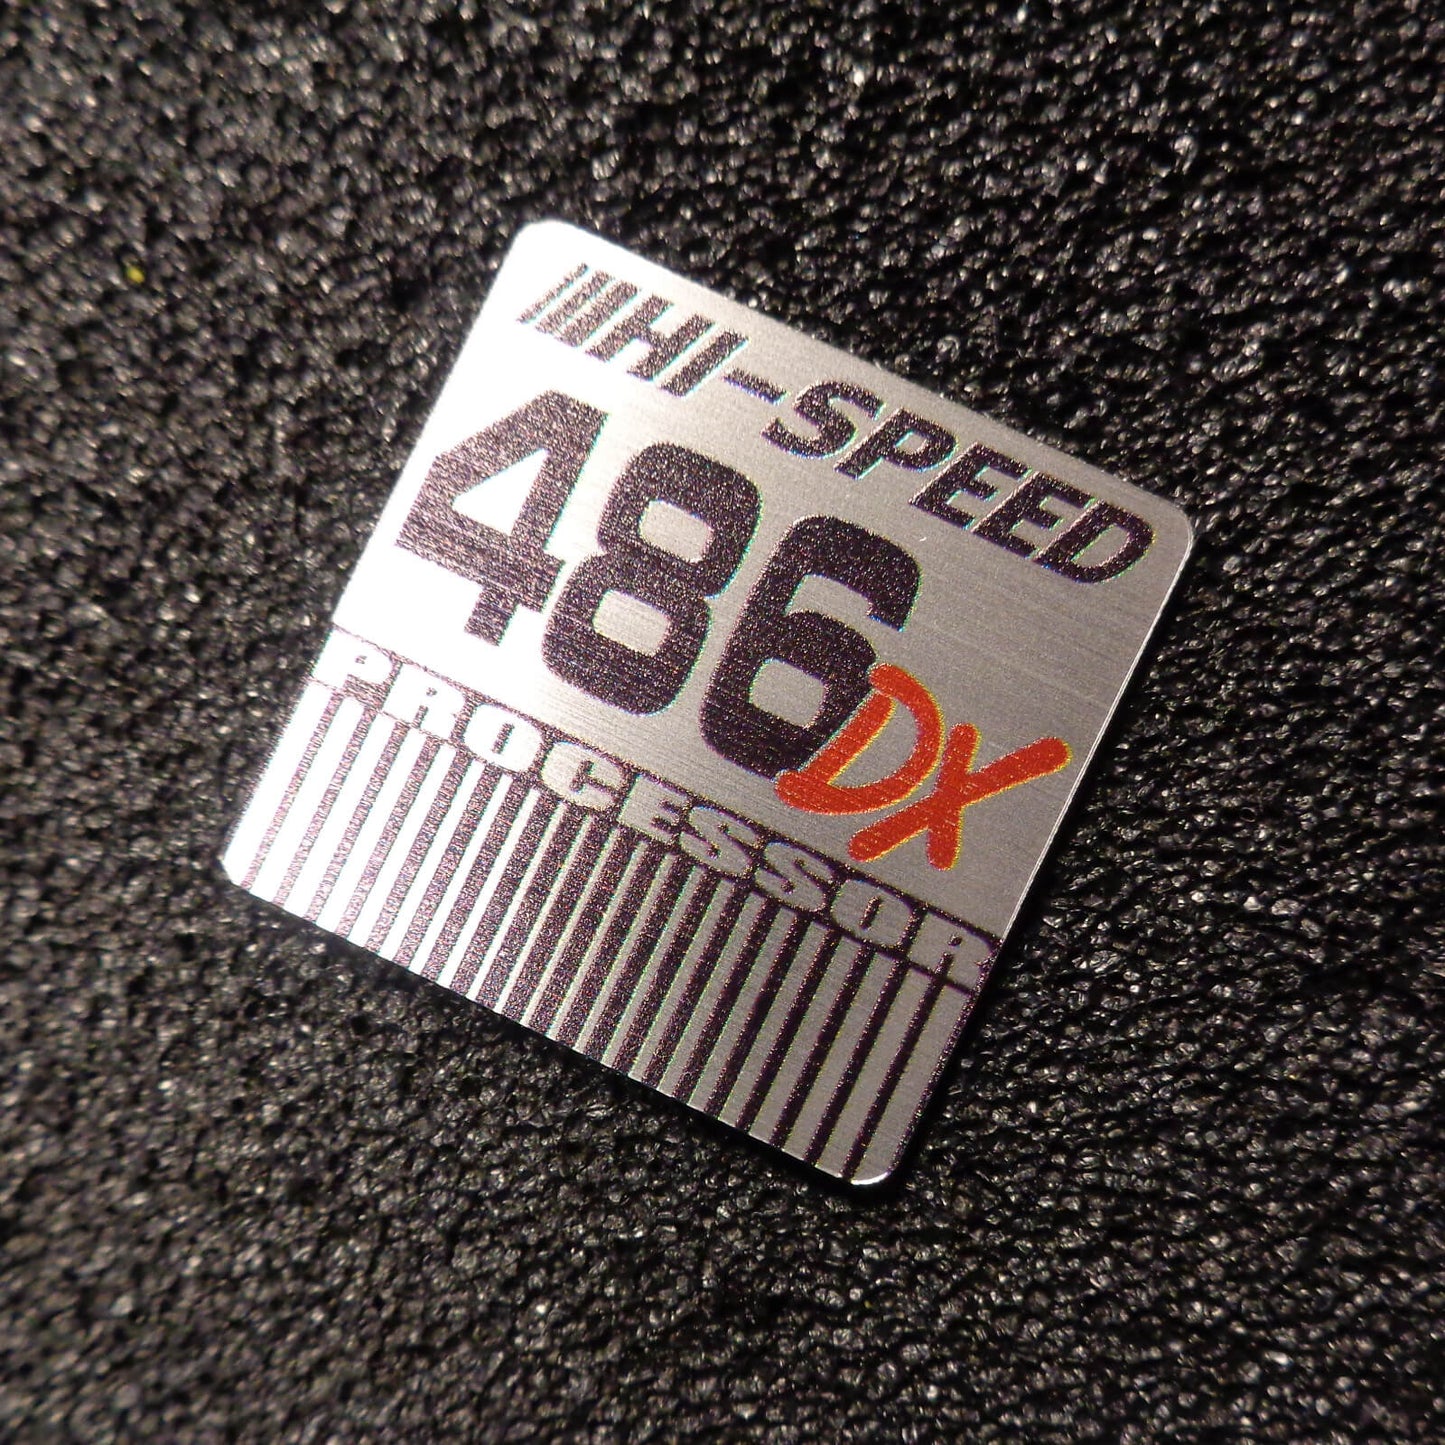 HI-SPEED
486DX
PROCESSOR